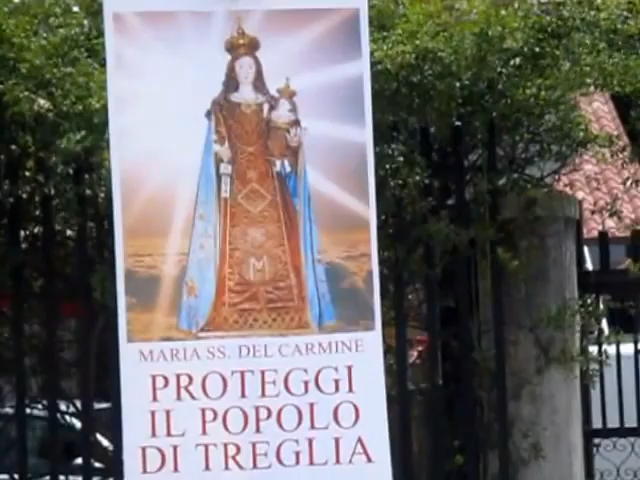 MARIA SS. DEL CARMINE
PROTEGGI
IL POPOLO
DI TREGLIA